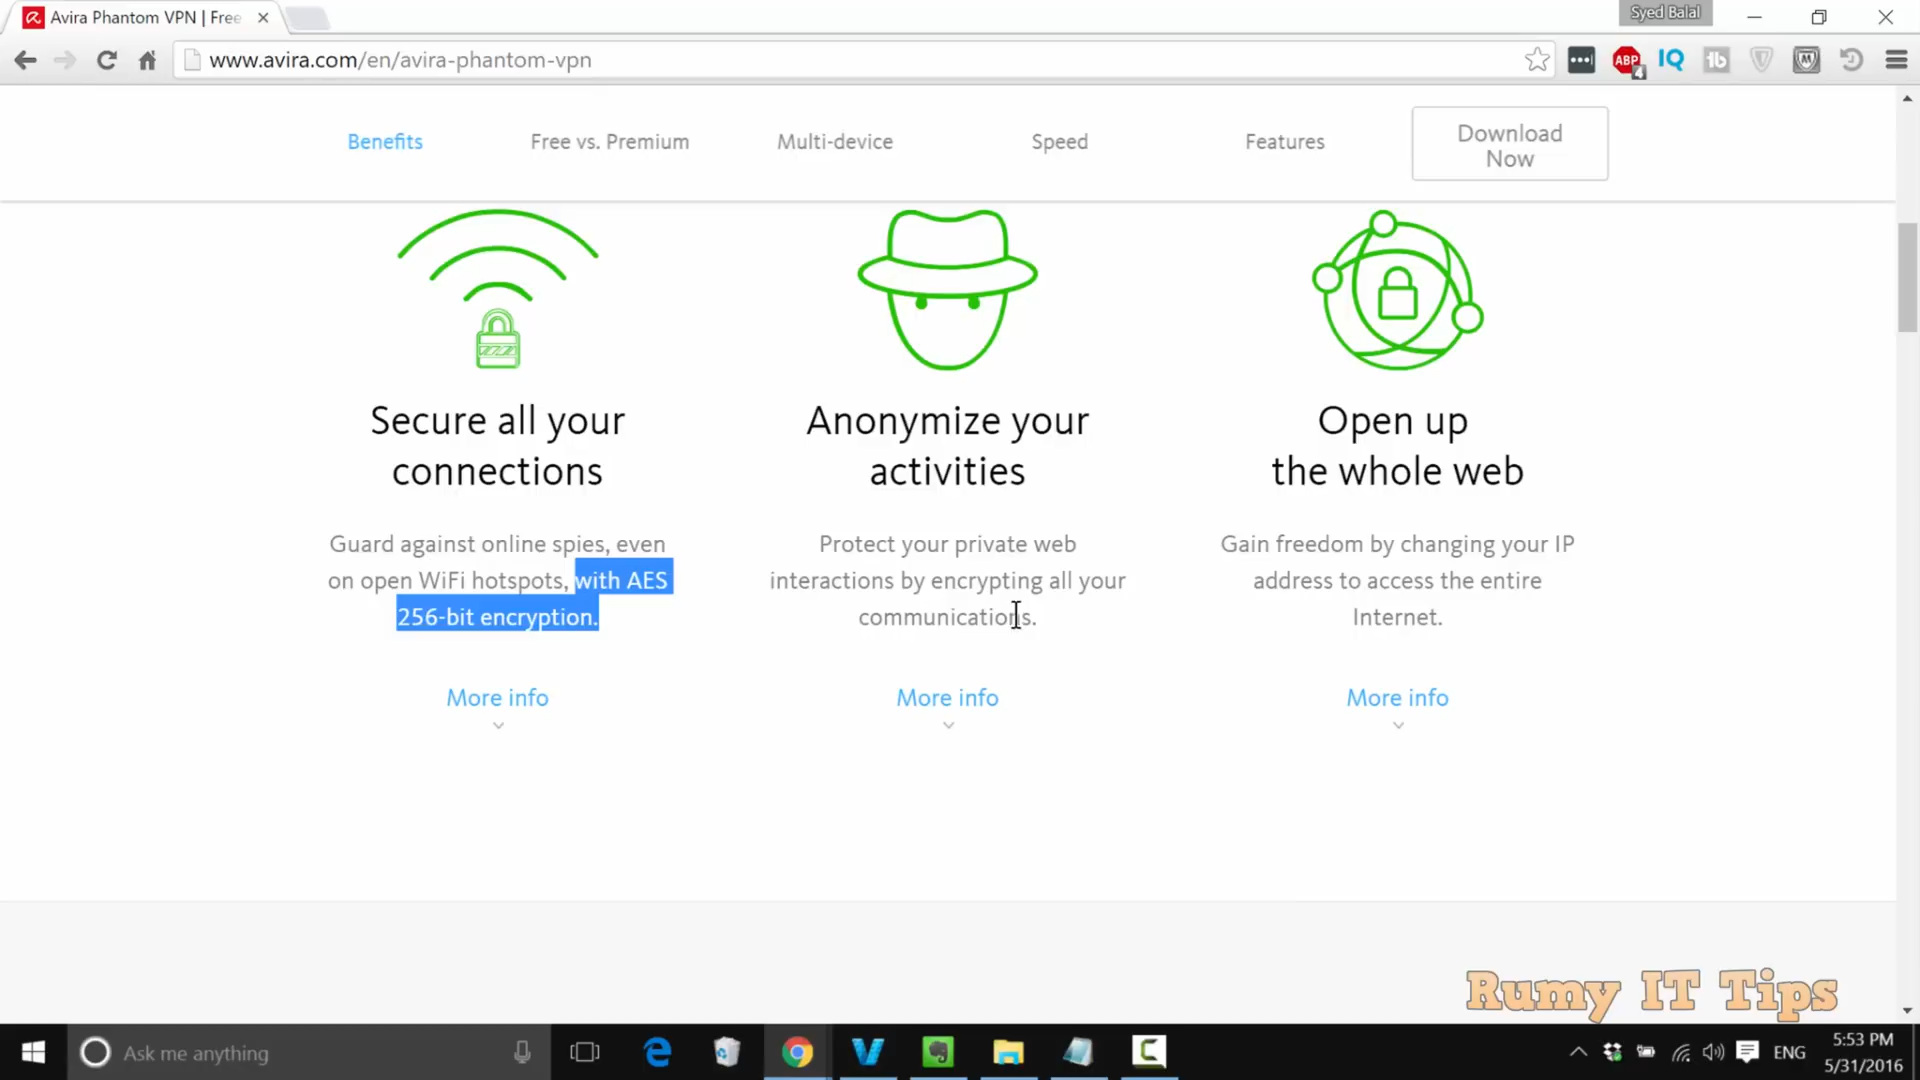 Avira Phantom VPN | Free
Syed Balal
www.avira.com/en/avira-phantom-vpn
ABP
4
IQ
tb
M
Benefits
Free vs. Premium
Multi-device
Speed
Features
Download
Now
Secure all your
connections
Guard against online spies, even
on open WiFi hotspots, with AES
256-bit encryption.
More info
Anonymize your
activities
Protect your private web
interactions by encrypting all your
communications.
More info
Open up
the whole web
Gain freedom by changing your IP
address to access the entire
Internet.
More info
Rumy IT Tips
Ask me anything
ENG
5:53 PM
5/31/2016